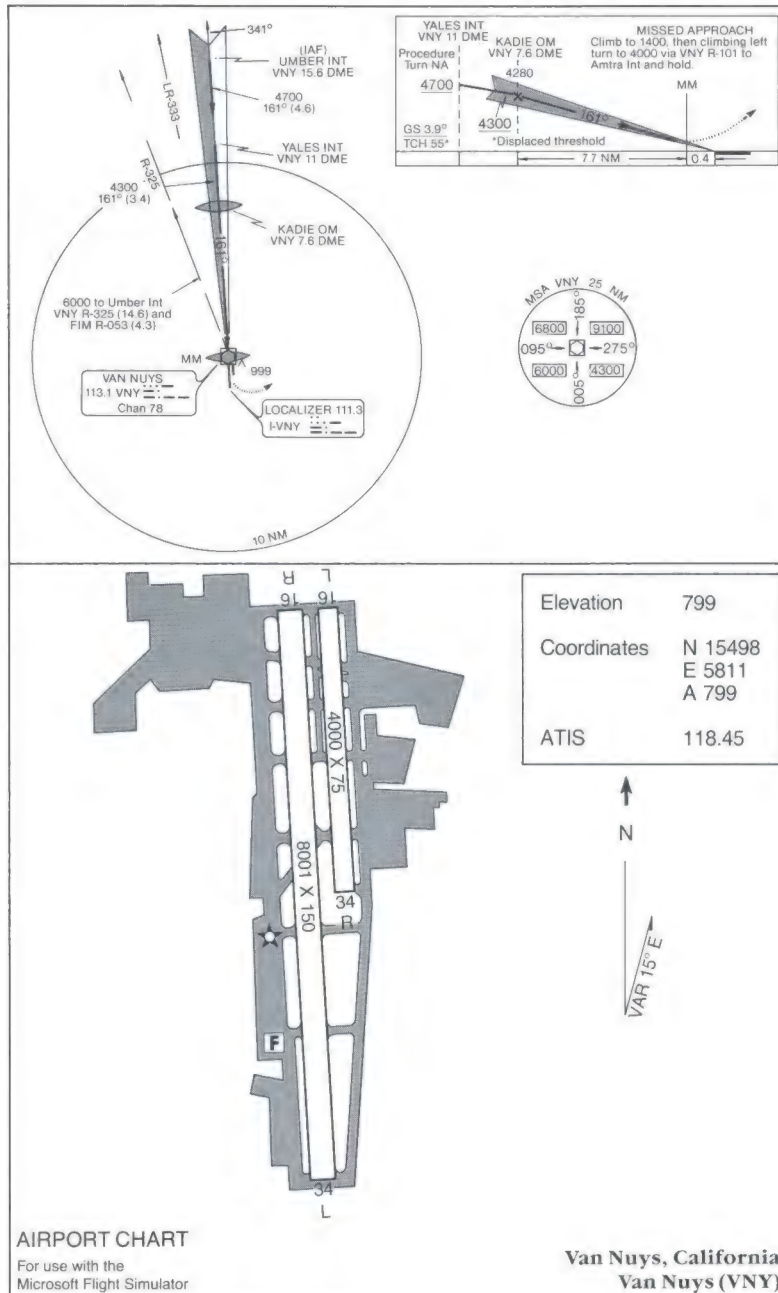 341°
(IAF)
UMBER INT
VNY 15.6 DME
LR-333
4700
161° (4.6)
YALES INT
VNY 11 DME
R-325
4300
161° (3.4)
KADIE OM
VNY 7.6 DME
161°
6000 to Umber Int
VNY R-325 (14.6) and
FIM R-053 (4.3)
MM
999
VAN NUYS
113.1 VNY
Chan 78
LOCALIZER 111.3
I-VNY
10 NM
YALES INT
VNY 11 DME
Procedure
Turn NA
KADIE OM
VNY 7.6 DME
4280
MISSED APPROACH
Climb to 1400, then climbing left
turn to 4000 via VNY R-101 to
Amtra Int and hold.
MM
4700
161°
4300
GS 3.9°
TCH 55*
*Displaced threshold
7.7 NM
0.4
MSA VNY 25 NM
185°
6800
9100
095°
275°
6000
4300
005°
R
L
16
16
4000 X 75
8001 X 150
34
R
F
34
L
Elevation 799
Coordinates N 15498
E 5811
A 799
ATIS 118.45
N
VAR 15° E
AIRPORT CHART
For use with the
Microsoft Flight Simulator
Van Nuys, California
Van Nuys (VNY)